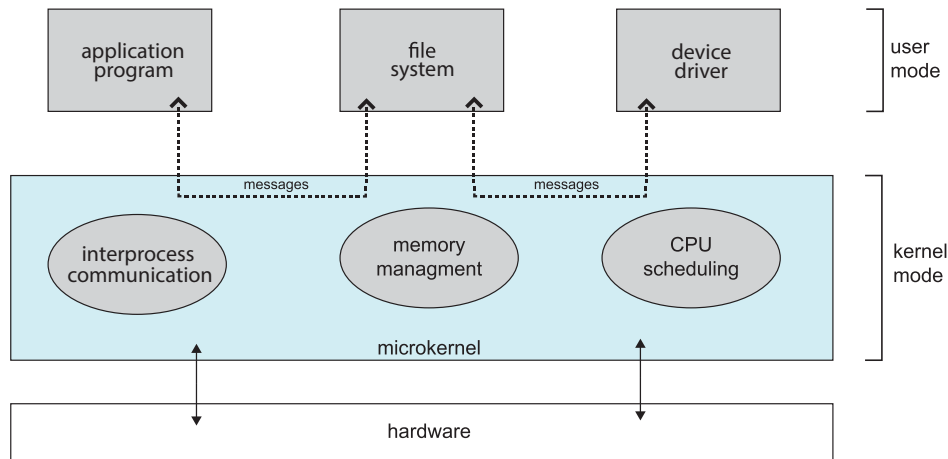 application
program
file
system
device
driver
user
mode
messages
messages
interprocess
communication
memory
managment
CPU
scheduling
kernel
mode
microkernel
hardware